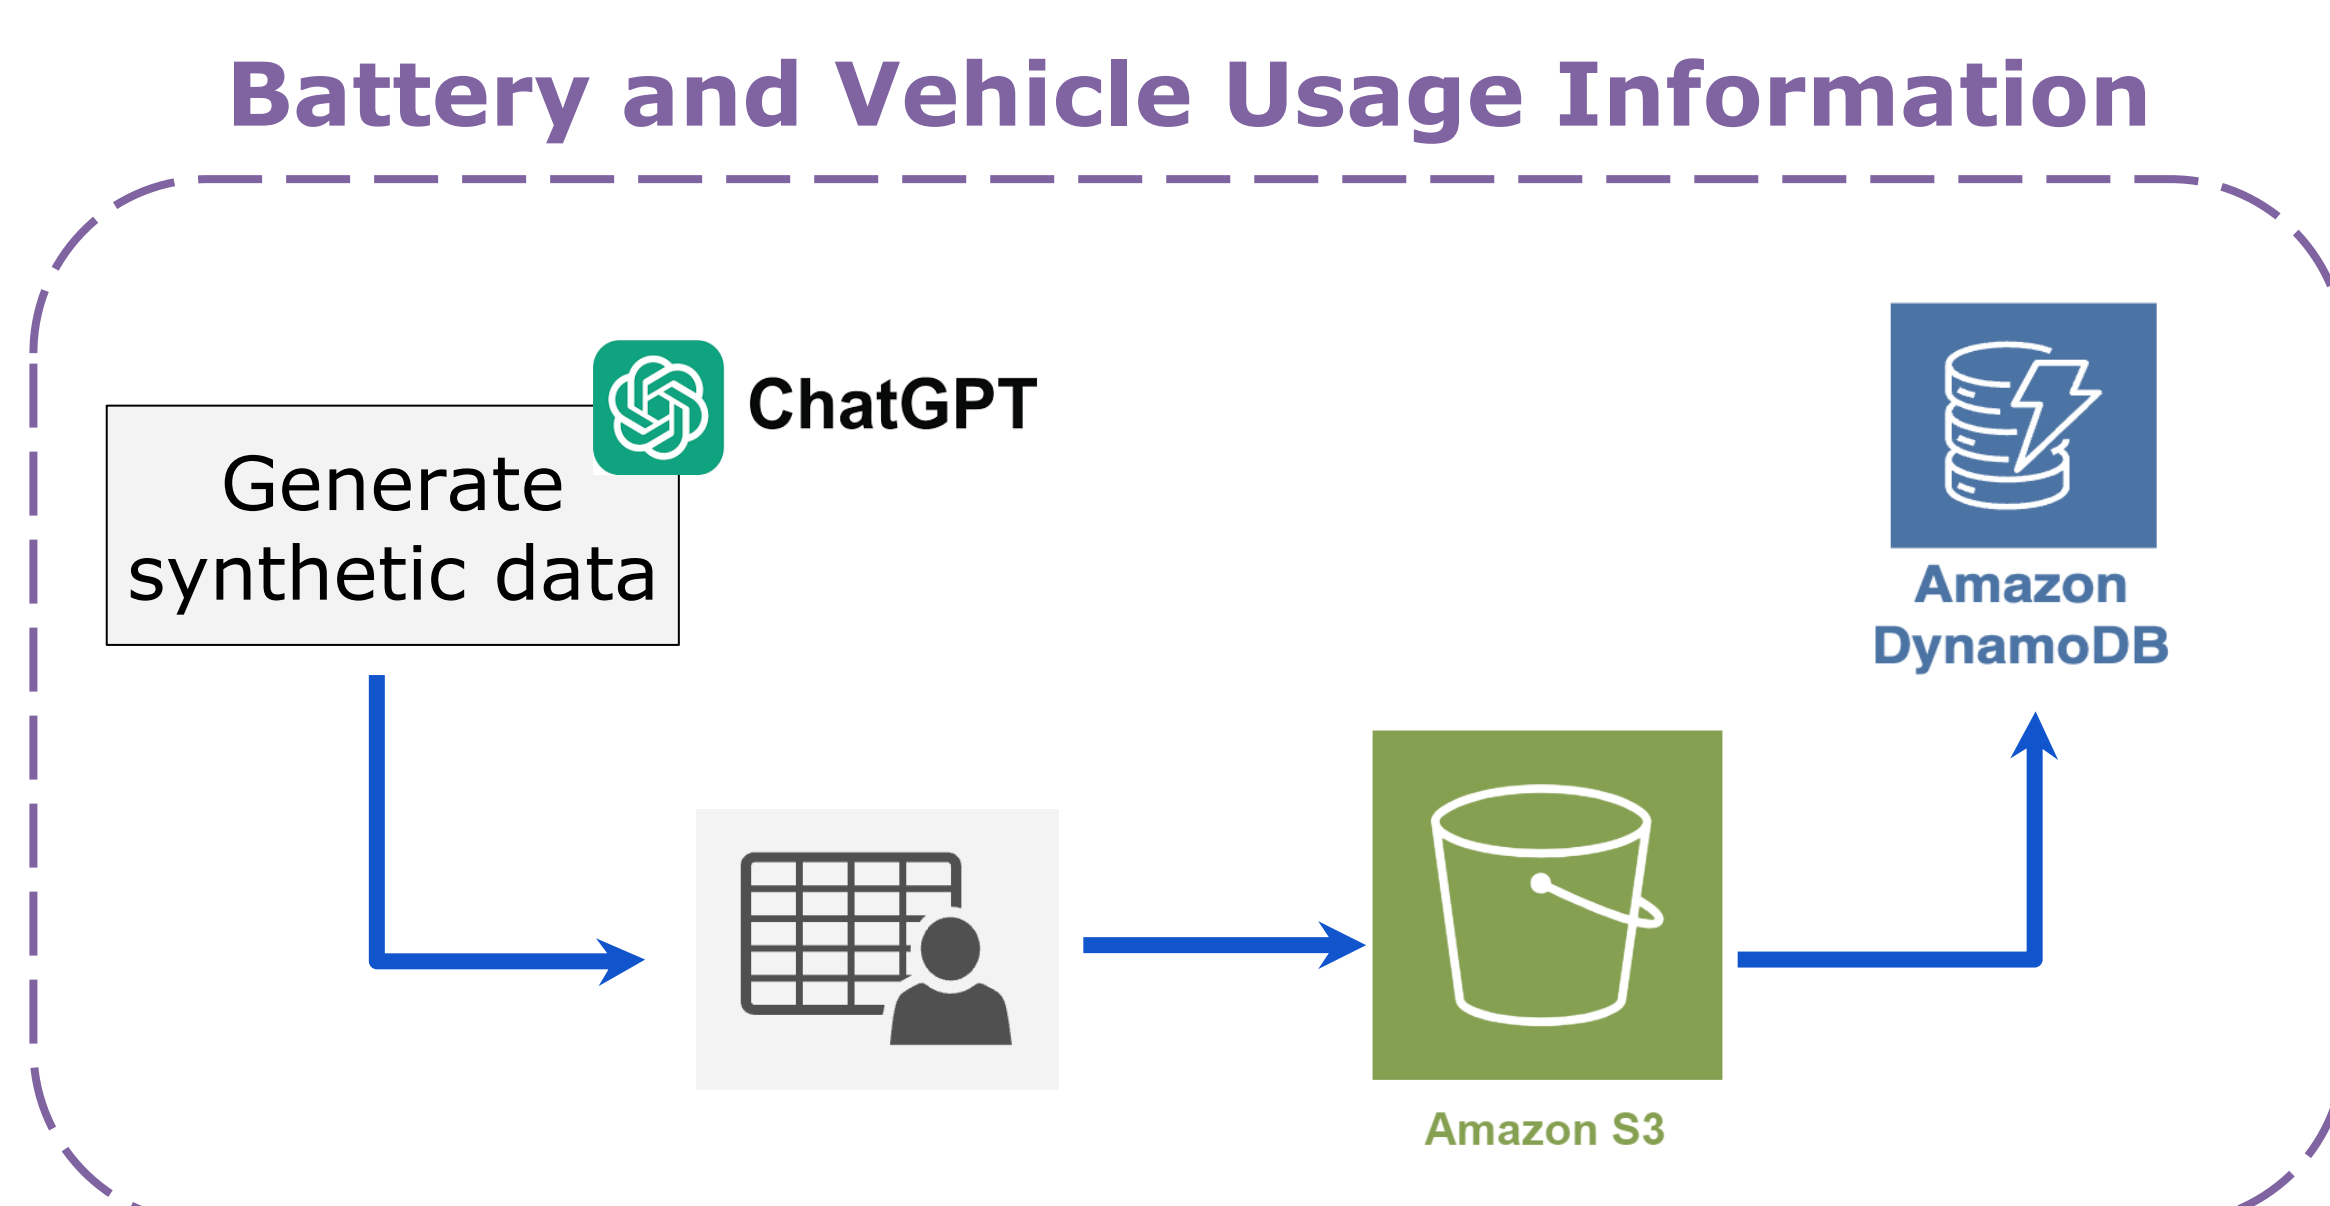 Battery and Vehicle Usage Information
ChatGPT
Generate
synthetic data
Amazon
DynamoDB
Amazon S3